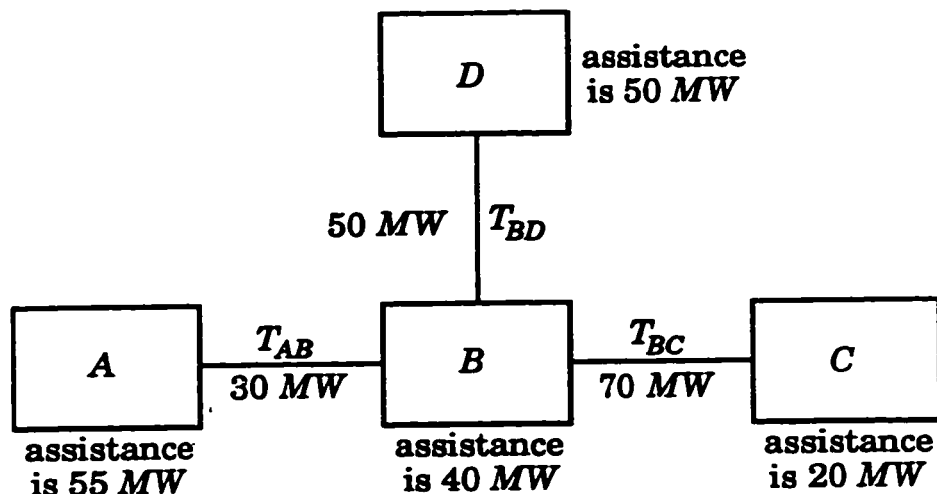 D
assistance
is 50 MW
50 MW
T_BD
A
T_AB
30 MW
B
T_BC
70 MW
C
assistance
is 55 MW
assistance
is 40 MW
assistance
is 20 MW